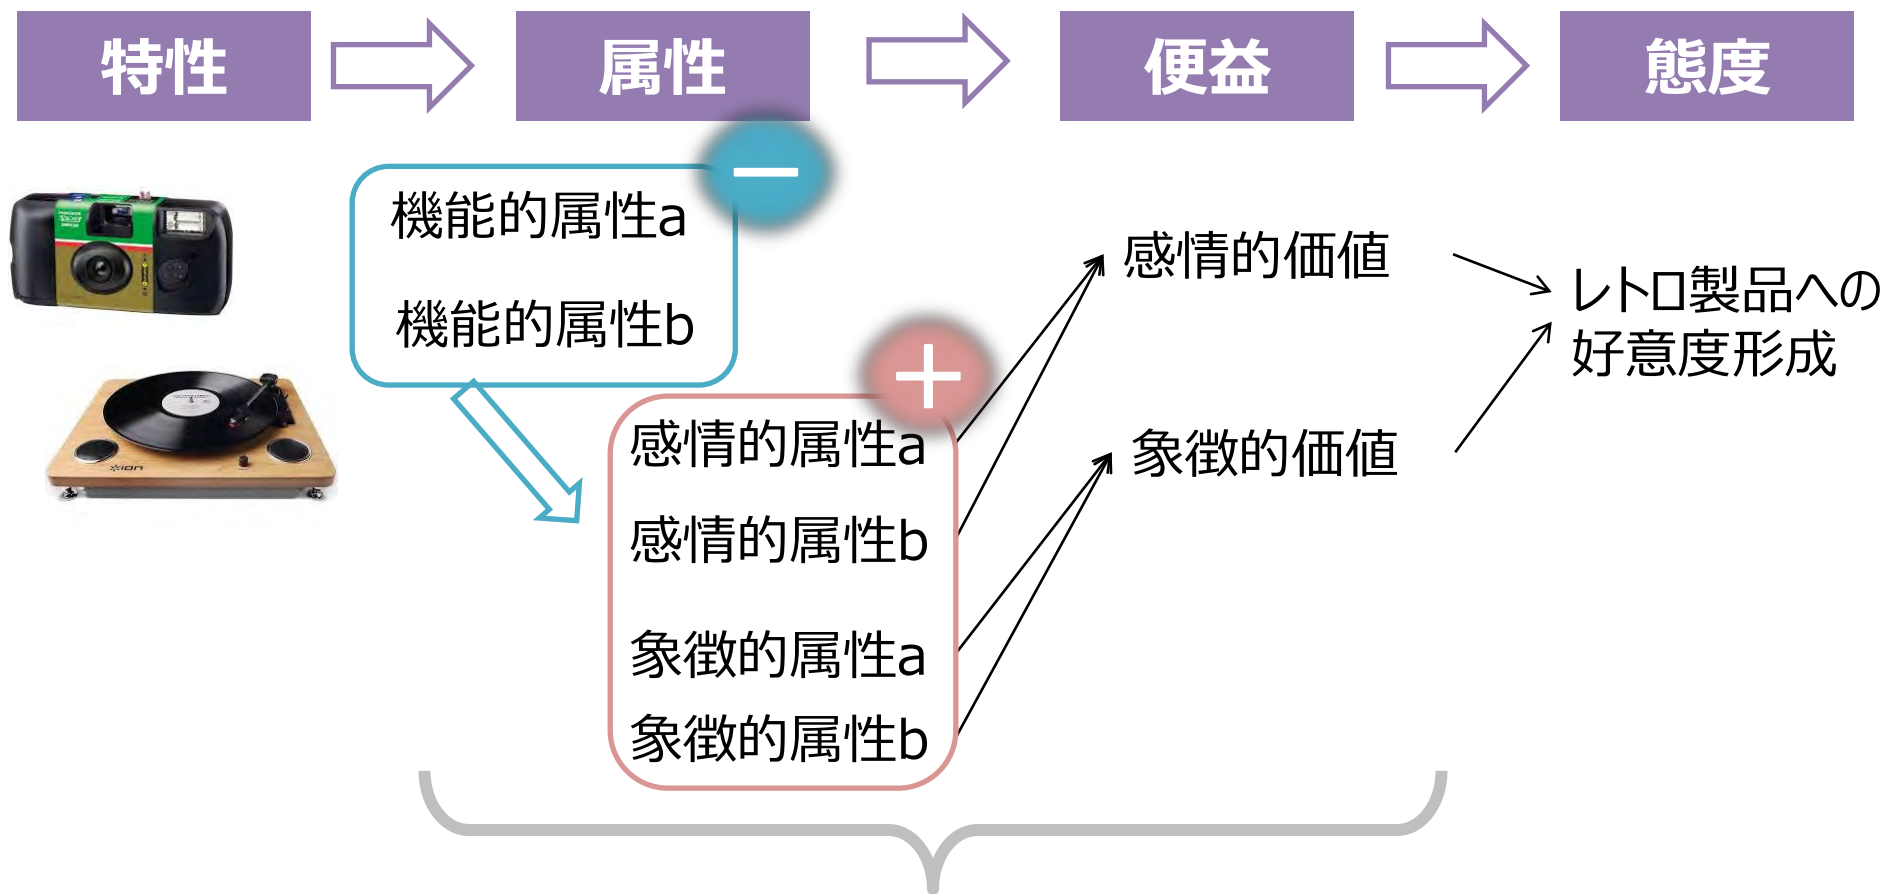 特性
属性
便益
態度
機能的属性a
機能的属性b
感情的属性a
感情的属性b
象徴的属性a
象徴的属性b
感情的価値
象徴的価値
レトロ製品への
好意度形成
ion